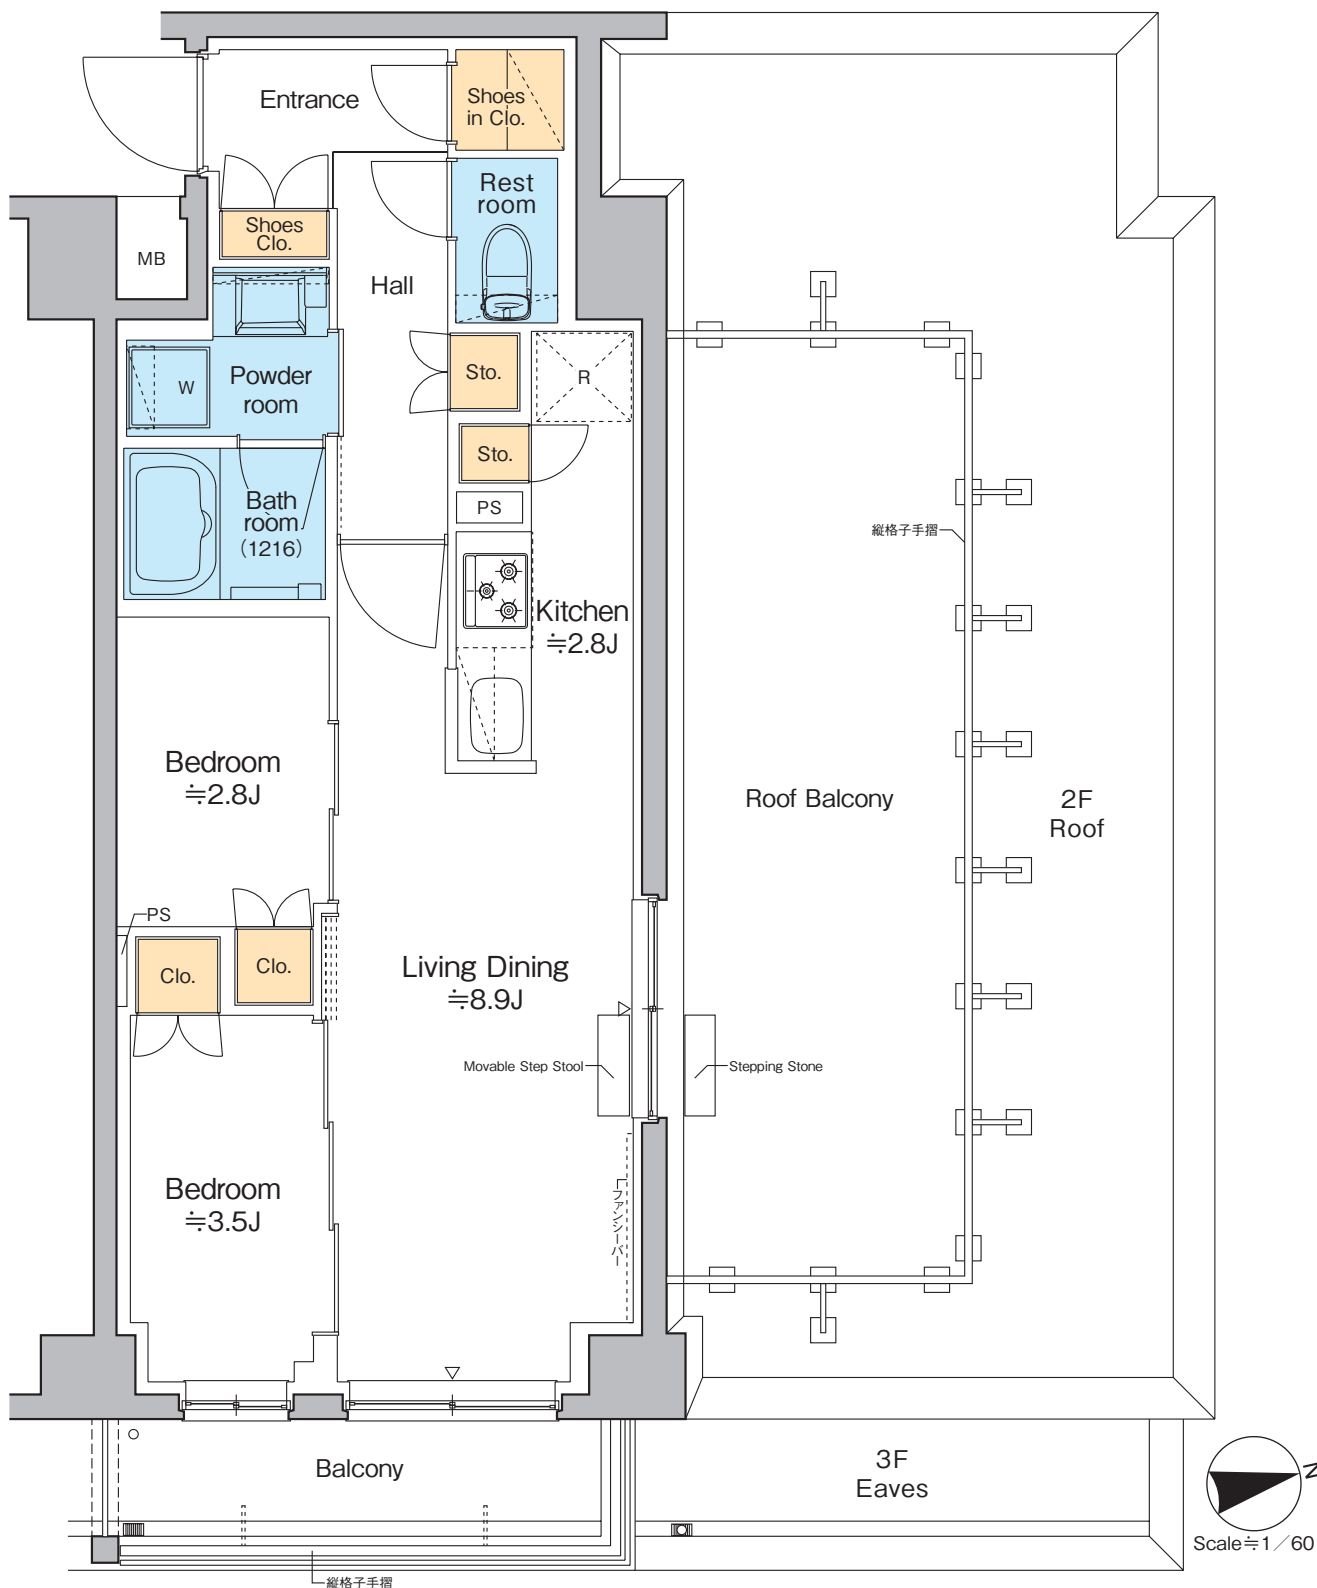 Entrance
Shoes
in Clo.
Rest
room
Shoes
Clo.
MB
Hall
Powder
room
W
Sto.
R
Sto.
PS
Bath
room
(1216)
縦格子手摺
Kitchen
≒2.8J
Bedroom
≒2.8J
Roof Balcony
2F
Roof
PS
Clo.
Clo.
Living Dining
≒8.9J
Movable Step Stool
Stepping Stone
Bedroom
≒3.5J
ファンシーバー
Balcony
3F
Eaves
N
Scale≒1／60
縦格子手摺